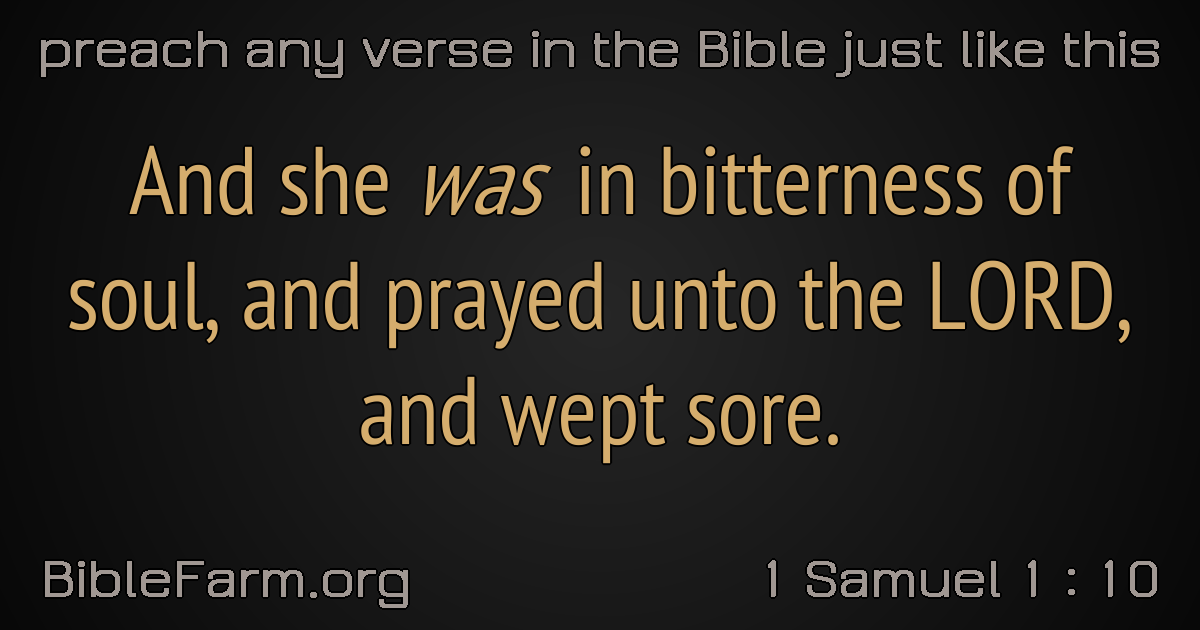 preach any verse in the Bible just like this
And she was in bitterness of
soul, and prayed unto the LORD,
and wept sore.
BibleFarm.org
1 Samuel 1 : 10